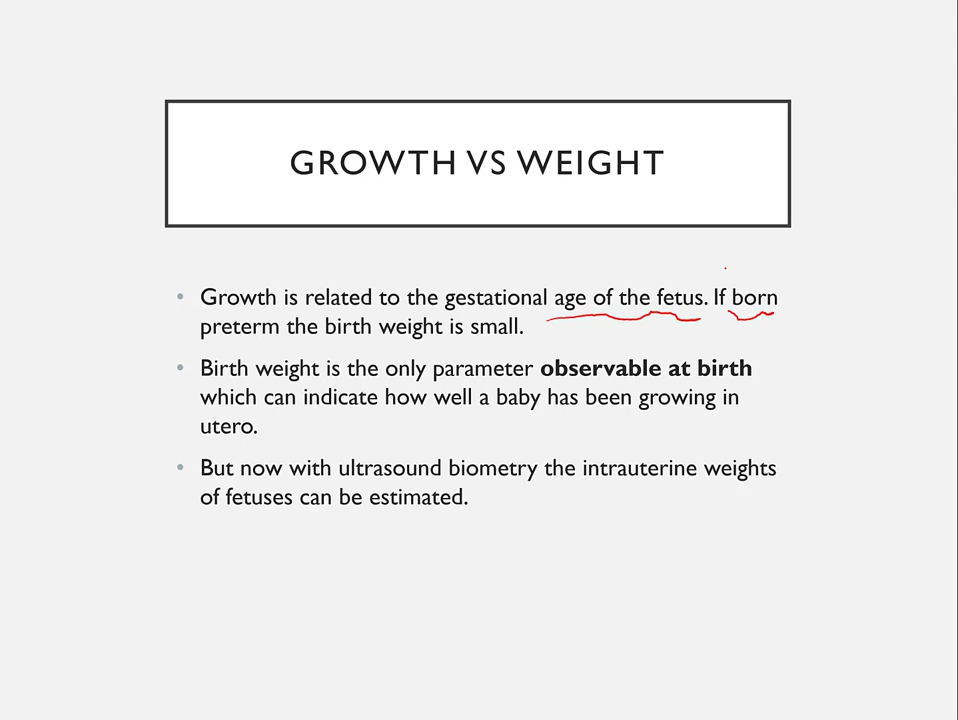 GROWTH VS WEIGHT
• Growth is related to the gestational age of the fetus. If born
preterm the birth weight is small.
• Birth weight is the only parameter observable at birth
which can indicate how well a baby has been growing in
utero.
• But now with ultrasound biometry the intrauterine weights
of fetuses can be estimated.